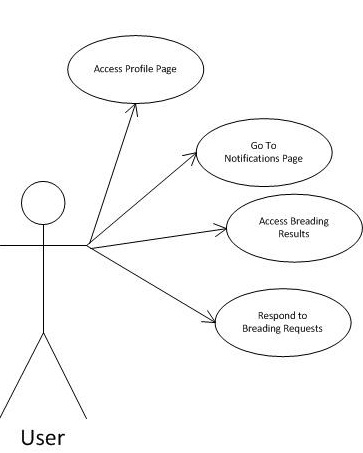 Access Profile Page
Go To
Notifications Page
Access Breading
Results
Respond to
Breading Requests
User